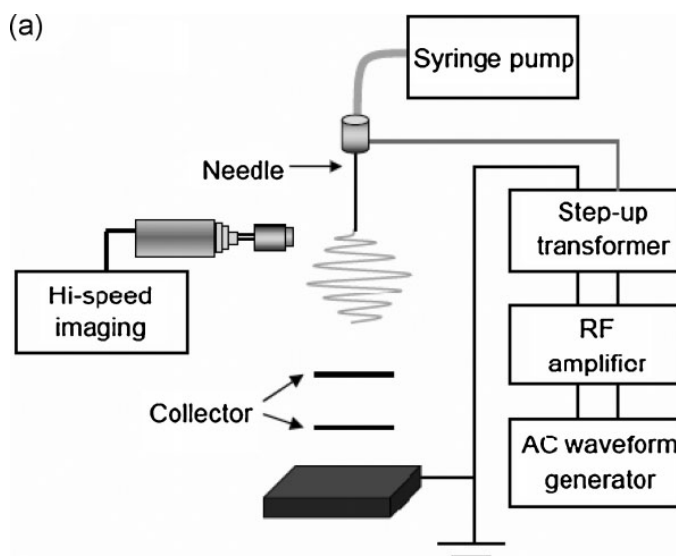 (a)
Syringe pump
Needle
Step-up
transformer
Hi-speed
imaging
RF
amplifier
Collector
AC waveform
generator